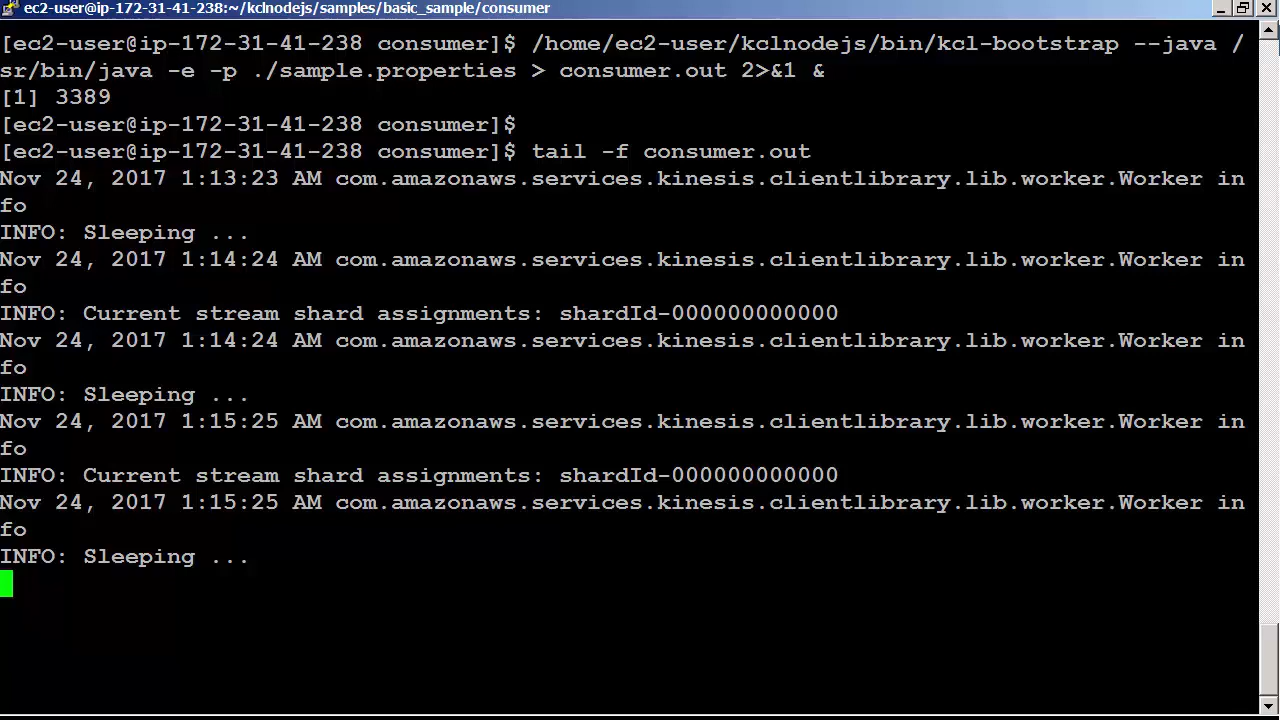 ec2-user@ip-172-31-41-238:~/kclnodejs/samples/basic_sample/consumer
[ec2-user@ip-172-31-41-238 consumer]$ /home/ec2-user/kclnodejs/bin/kcl-bootstrap --java /
sr/bin/java -e -p ./sample.properties > consumer.out 2>&1 &
[1] 3389
[ec2-user@ip-172-31-41-238 consumer]$
[ec2-user@ip-172-31-41-238 consumer]$ tail -f consumer.out
Nov 24, 2017 1:13:23 AM com.amazonaws.services.kinesis.clientlibrary.lib.worker.Worker in
fo
INFO: Sleeping ...
Nov 24, 2017 1:14:24 AM com.amazonaws.services.kinesis.clientlibrary.lib.worker.Worker in
fo
INFO: Current stream shard assignments: shardId-000000000000
Nov 24, 2017 1:14:24 AM com.amazonaws.services.kinesis.clientlibrary.lib.worker.Worker in
fo
INFO: Sleeping ...
Nov 24, 2017 1:15:25 AM com.amazonaws.services.kinesis.clientlibrary.lib.worker.Worker in
fo
INFO: Current stream shard assignments: shardId-000000000000
Nov 24, 2017 1:15:25 AM com.amazonaws.services.kinesis.clientlibrary.lib.worker.Worker in
fo
INFO: Sleeping ...